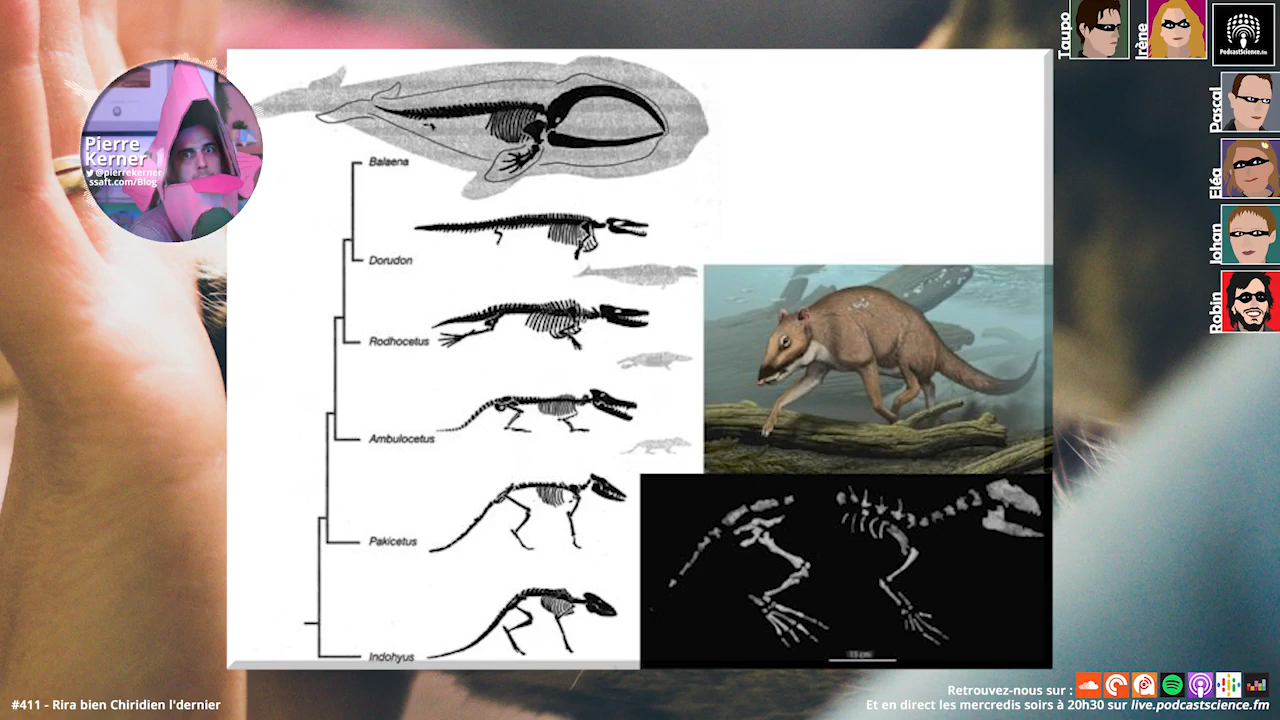 Taupo
Irène
PodcastScience.fm
Pierre
Kerner
@pierrekerner
ssaft.com/Blog
Pascal
Eléa
Johan
Robin
Balaena
Dorudon
Rodhocetus
Ambulocetus
Pakicetus
Indohyus
15 cm
#411 - Rira bien Chiridien l'dernier
Retrouvez-nous sur :
Et en direct les mercredis soirs à 20h30 sur live.podcastscience.fm